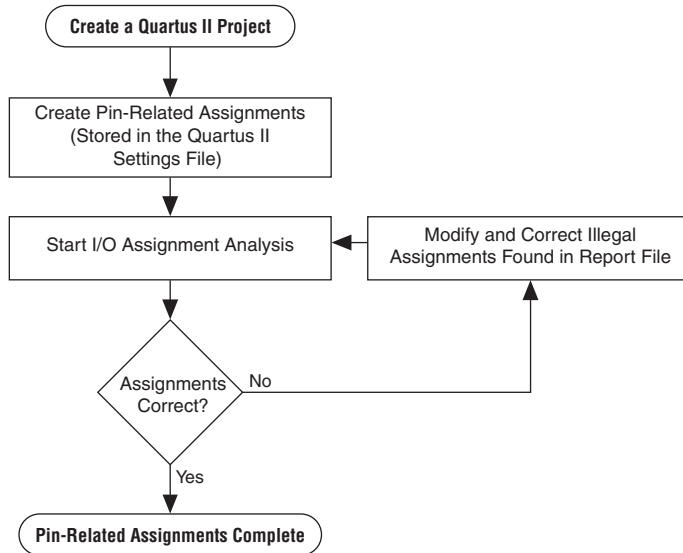 Create a Quartus II Project
Create Pin-Related Assignments
(Stored in the Quartus II
Settings File)
Start I/O Assignment Analysis
Modify and Correct Illegal
Assignments Found in Report File
Assignments
Correct?
No
Yes
Pin-Related Assignments Complete